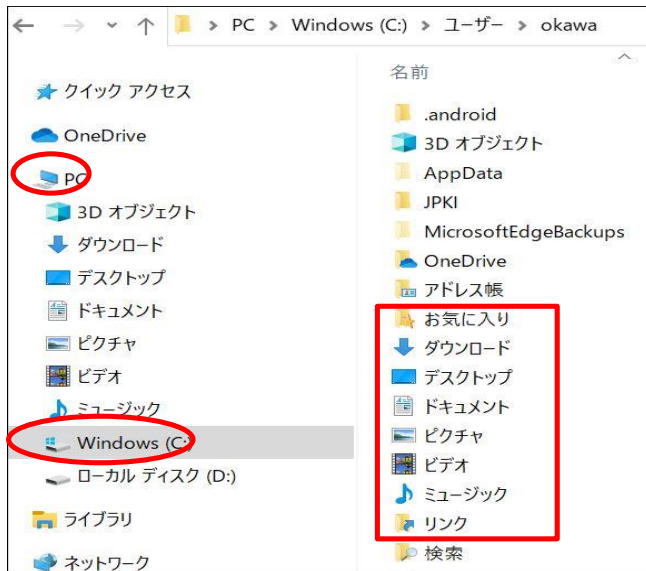 PC > Windows (C:) > ユーザー > okawa
クイック アクセス
OneDrive
PC
3D オブジェクト
ダウンロード
デスクトップ
ドキュメント
ピクチャ
ビデオ
ミュージック
Windows (C:)
ローカル ディスク (D:)
ライブラリ
ネットワーク
名前
.android
3D オブジェクト
AppData
JPKI
MicrosoftEdgeBackups
OneDrive
アドレス帳
お気に入り
ダウンロード
デスクトップ
ドキュメント
ピクチャ
ビデオ
ミュージック
リンク
検索